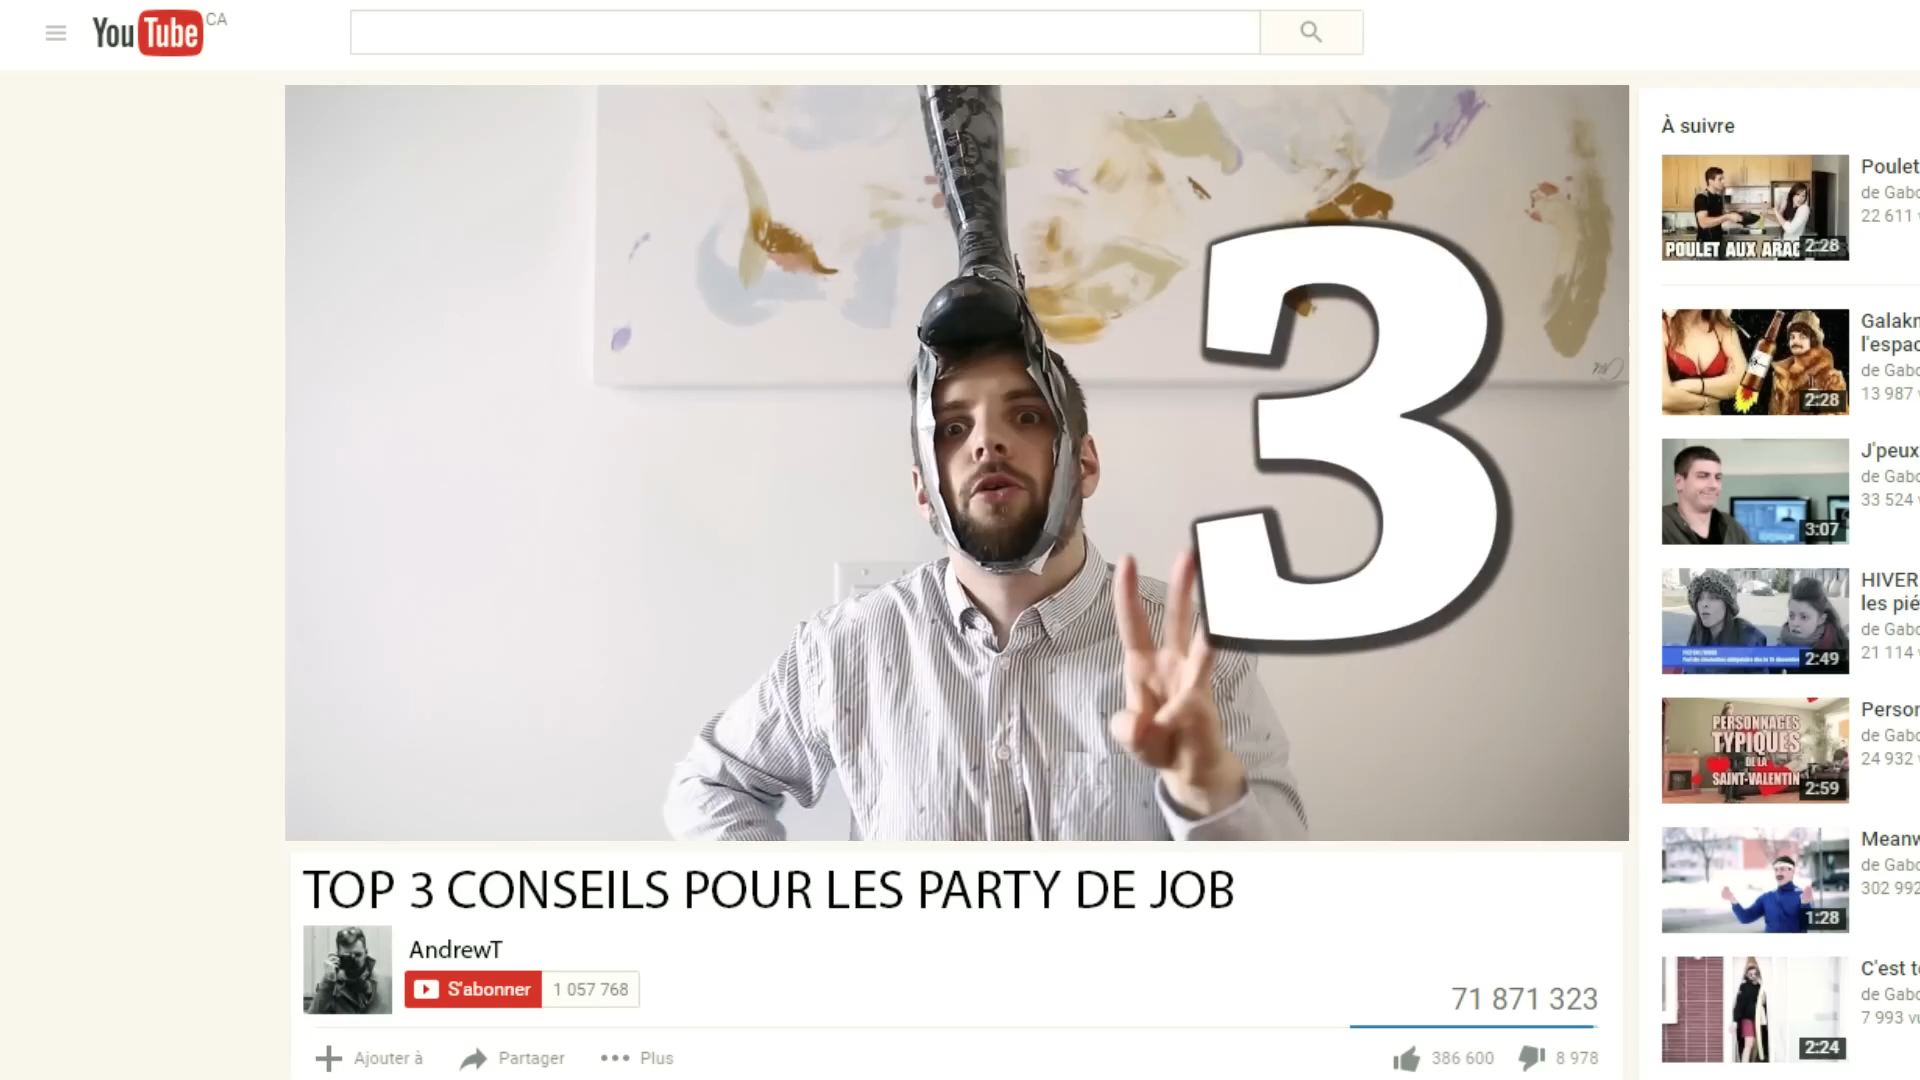 YouTube CA
3
À suivre
POULET AUX ARAC
2:28
Poulet
de Gabo
22 611
2:28
Galakn
l'espac
de Gabo
13 987
3:07
J'peux
de Gabo
33 524
2:49
HIVER
les pié
de Gabo
21 114
PERSONNAGES
TYPIQUES
DE LA
SAINT-VALENTIN
2:59
Person
de Gabo
24 932
1:28
Meanw
de Gabo
302 992
2:24
C'est to
de Gabo
7 993 vu
TOP 3 CONSEILS POUR LES PARTY DE JOB
AndrewT
S'abonner 1 057 768
71 871 323
Ajouter à Partager Plus
386 600 8 978